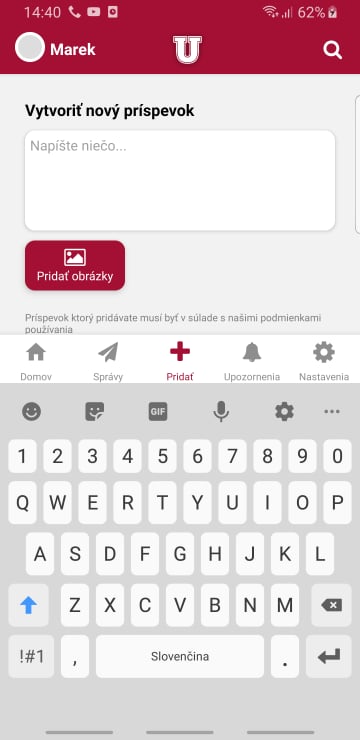 14:40 62%
Marek
U
Vytvoriť nový príspevok
Napíšte niečo...
Pridať obrázky
Príspevok ktorý pridávate musí byť v súlade s našimi podmienkami
používania
Domov Správy Pridať Upozornenia Nastavenia
GIF
1 2 3 4 5 6 7 8 9 0
Q W E R T Y U I O P
A S D F G H J K L
Z X C V B N M
!#1 , Slovenčina .